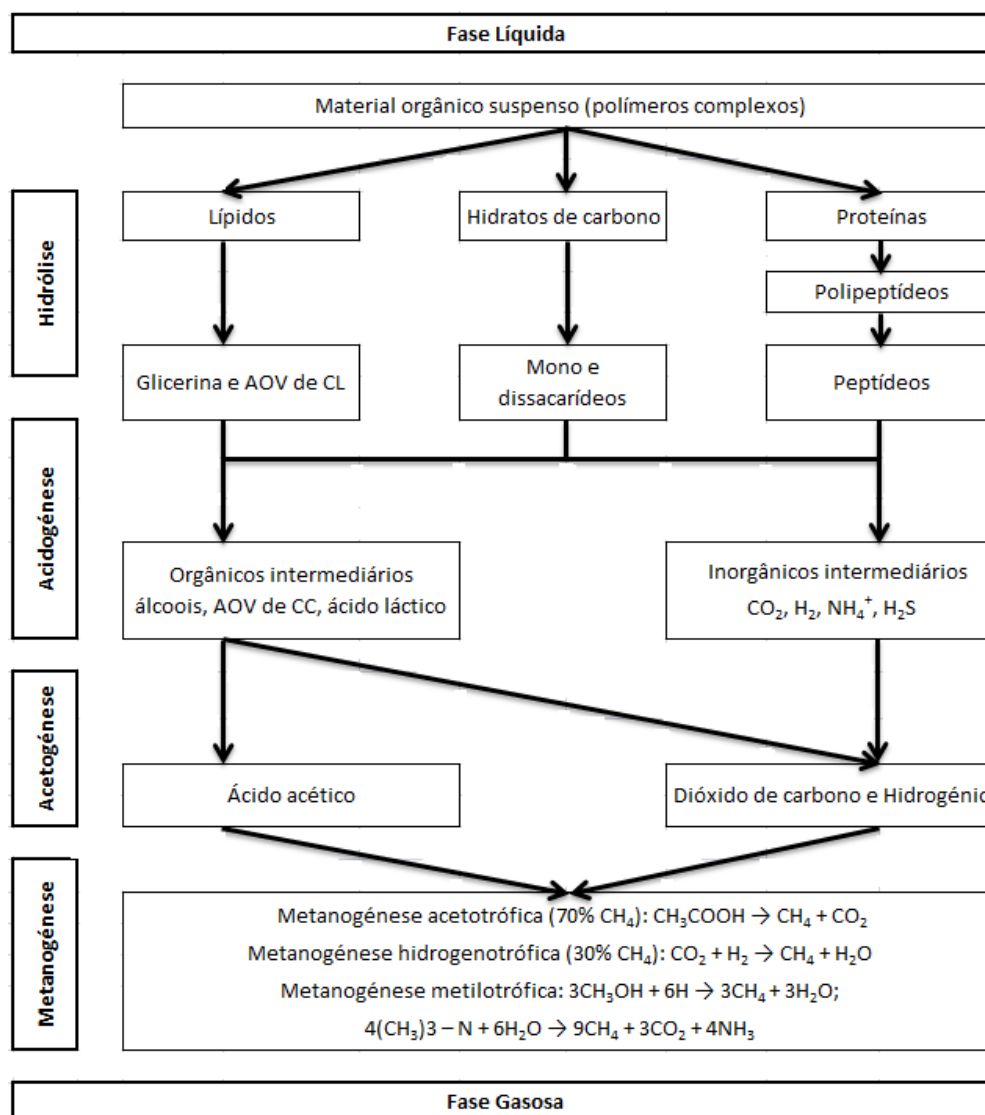 Fase Líquida
Material orgânico suspenso (polímeros complexos)
Hidrólise
Lípidos
Hidratos de carbono
Proteínas
Polipeptídeos
Glicerina e AOV de CL
Mono e
dissacarídeos
Peptídeos
Acidogénese
Orgânicos intermediários
álcoois, AOV de CC, ácido láctico
Inorgânicos intermediários
CO₂, H₂, NH₄⁺, H₂S
Acetogénese
Ácido acético
Dióxido de carbono e Hidrogénio
Metanogénese
Metanogénese acetotrófica (70% CH₄): CH₃COOH → CH₄ + CO₂
Metanogénese hidrogenotrófica (30% CH₄): CO₂ + H₂ → CH₄ + H₂O
Metanogénese metilotrófica: 3CH₃OH + 6H → 3CH₄ + 3H₂O;
4(CH₃)3 – N + 6H₂O → 9CH₄ + 3CO₂ + 4NH₃
Fase Gasosa